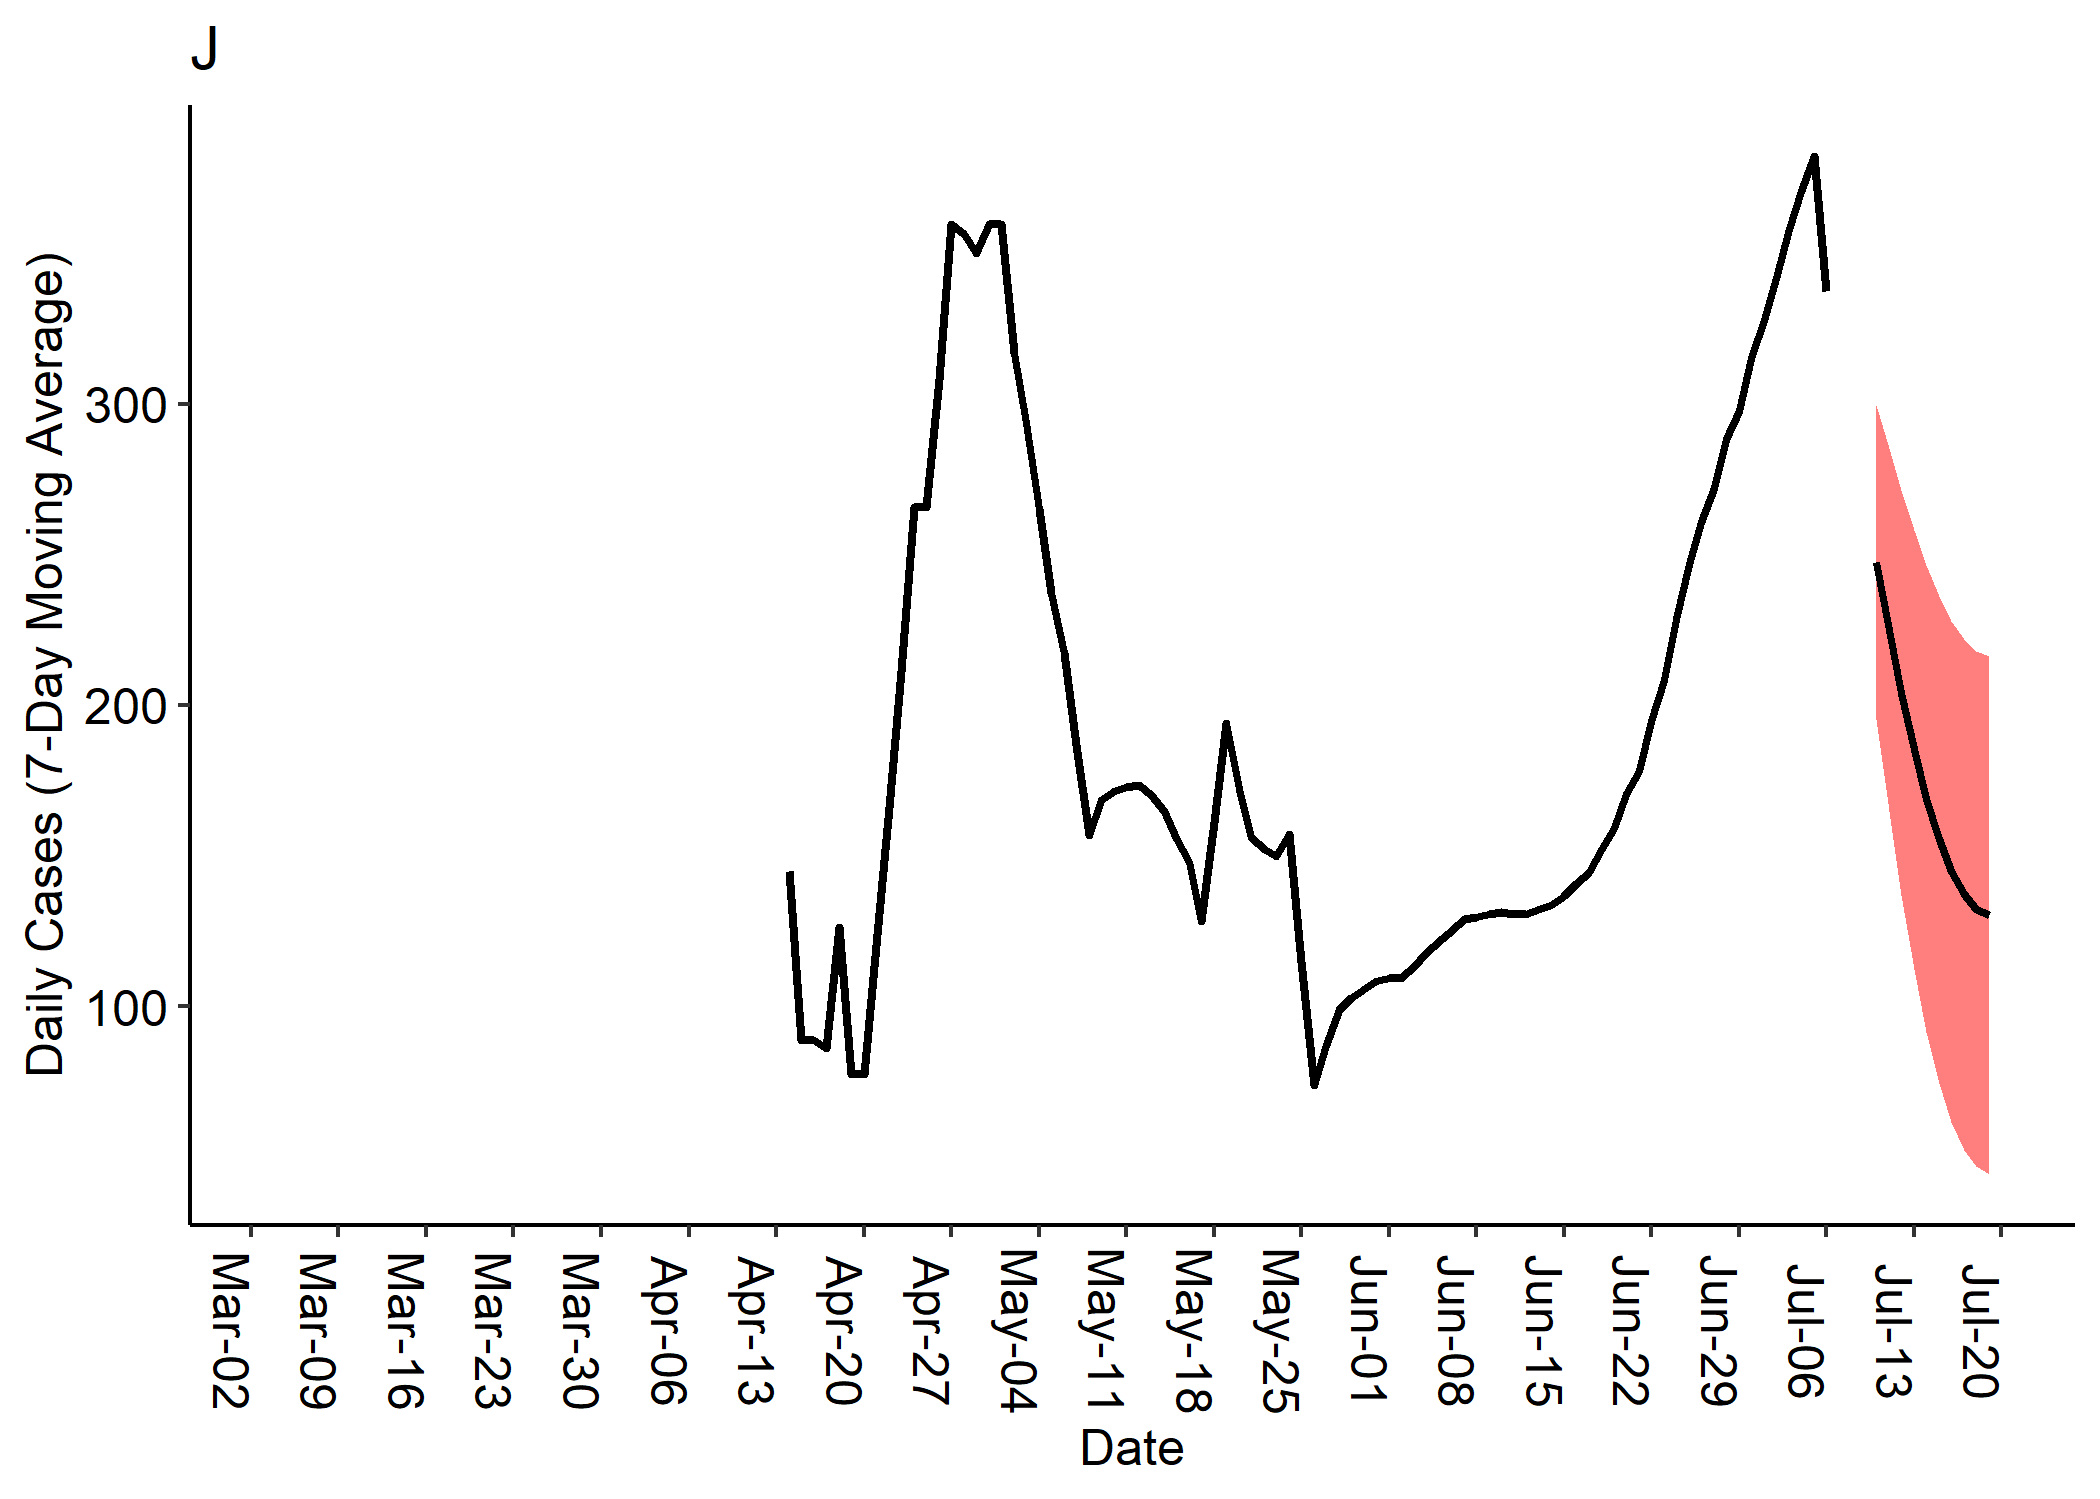 J
Daily Cases (7-Day Moving Average)
300
200
100
Mar-02
Mar-09
Mar-16
Mar-23
Mar-30
Apr-06
Apr-13
Apr-20
Apr-27
May-04
May-11
May-18
May-25
Jun-01
Jun-08
Jun-15
Jun-22
Jun-29
Jul-06
Jul-13
Jul-20
Date